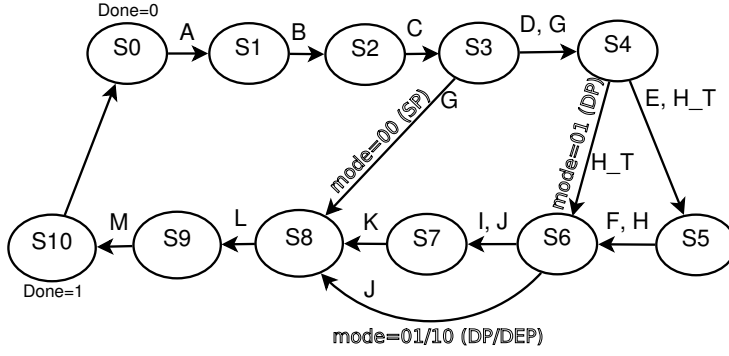 Done=0
S0
A
S1
B
S2
C
S3
D, G
S4
G
mode=00 (SP)
mode=01 (DP)
H_T
E, H_T
S10
M
S9
L
S8
K
S7
I, J
S6
F, H
S5
Done=1
J
mode=01/10 (DP/DEP)